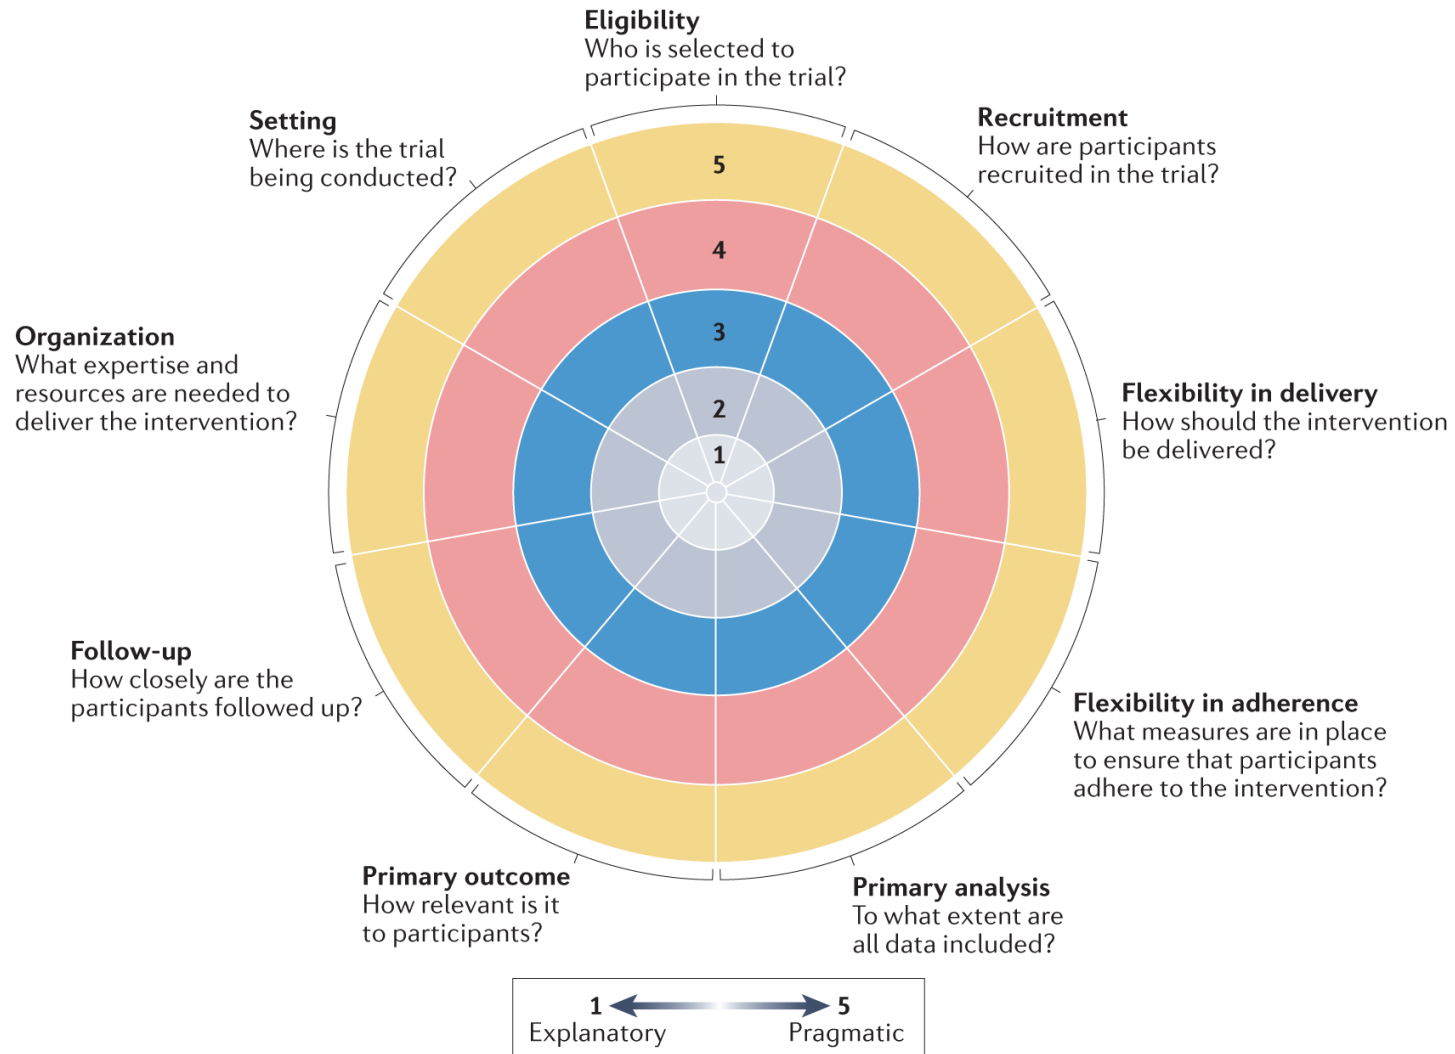 Eligibility
Who is selected to
participate in the trial?
Setting
Where is the trial
being conducted?
Recruitment
How are participants
recruited in the trial?
5
4
3
2
1
Organization
What expertise and
resources are needed to
deliver the intervention?
Flexibility in delivery
How should the intervention
be delivered?
Follow-up
How closely are the
participants followed up?
Flexibility in adherence
What measures are in place
to ensure that participants
adhere to the intervention?
Primary outcome
How relevant is it
to participants?
Primary analysis
To what extent are
all data included?
1 5
Explanatory Pragmatic